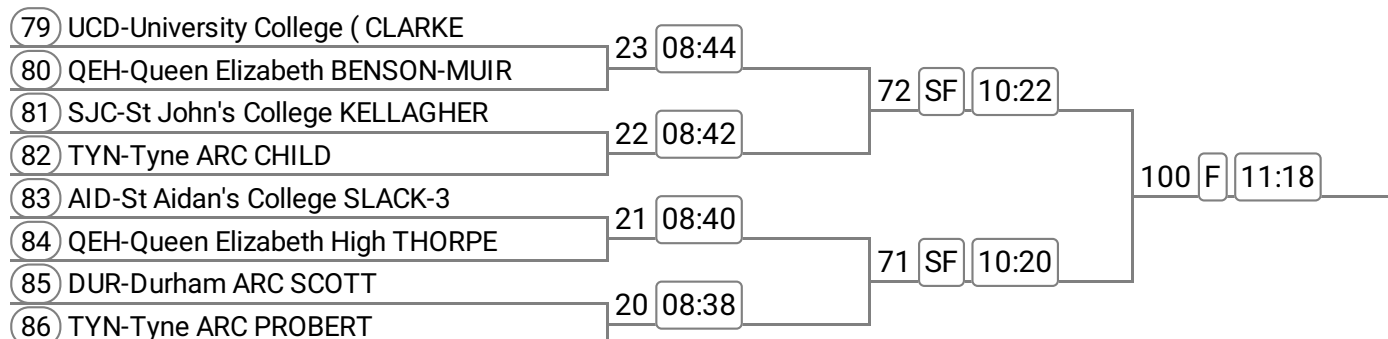 79 UCD-University College ( CLARKE
23 08:44
80 QEH-Queen Elizabeth BENSON-MUIR
72 SF 10:22
81 SJC-St John's College KELLAGHER
22 08:42
82 TYN-Tyne ARC CHILD
100 F 11:18
83 AID-St Aidan's College SLACK-3
21 08:40
84 QEH-Queen Elizabeth High THORPE
71 SF 10:20
85 DUR-Durham ARC SCOTT
20 08:38
86 TYN-Tyne ARC PROBERT